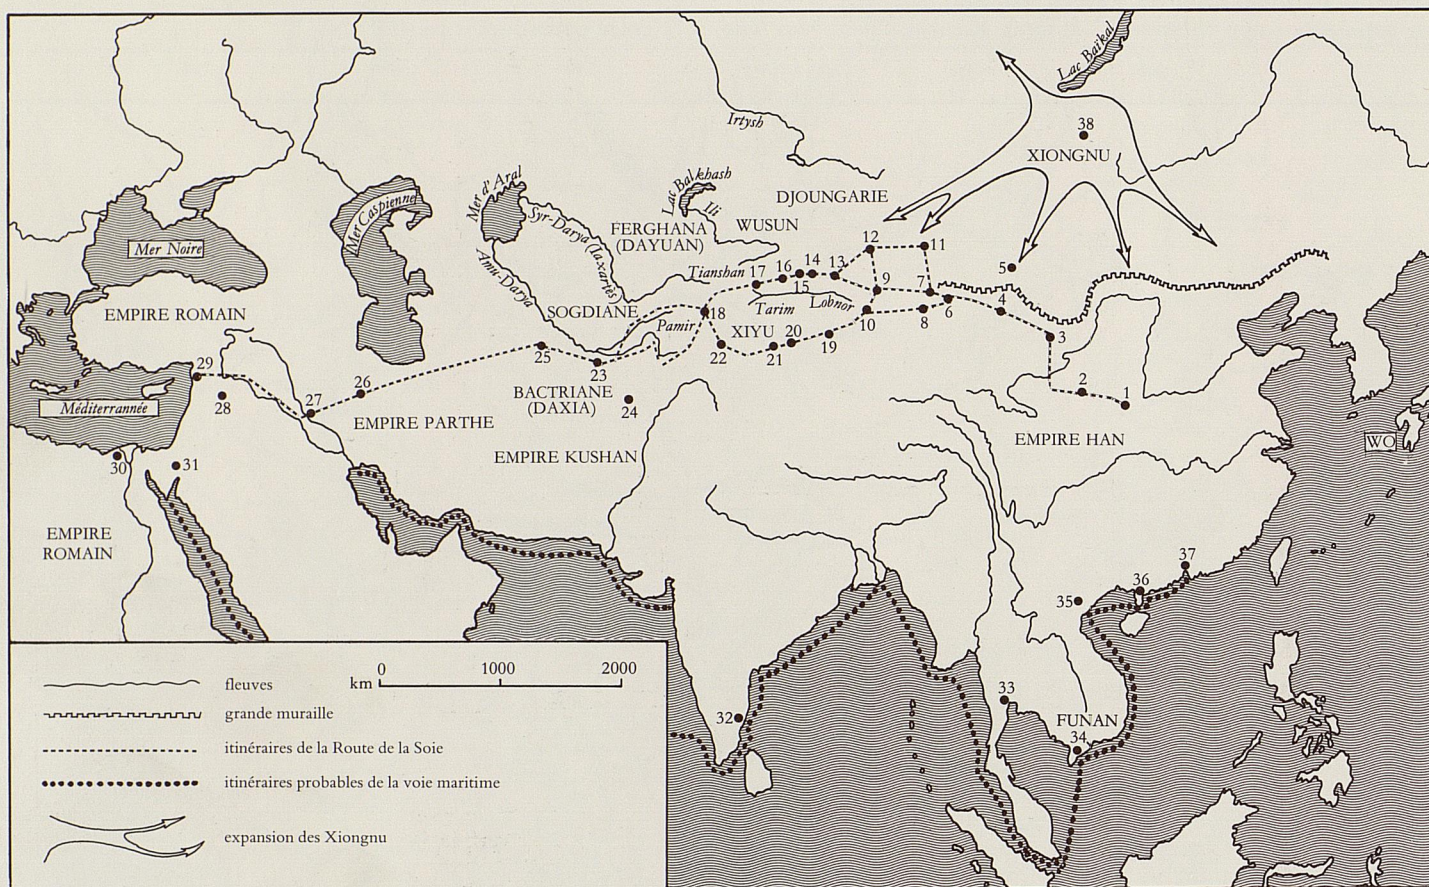 Lac Baïkal
Irtysh
38
XIONGNU
Mer d'Aral
Lac Balkhash
Ili
DJOUNGARIE
Mer Caspienne
Syr-Darya (Iaxartès)
FERGHANA
(DAYUAN)
WUSUN
Mer Noire
12
11
Amu-Darya
Tianshan
17
16
14
15
13
9
7
5
EMPIRE ROMAIN
SOGDIANE
Pamir
18
Tarim
Lobnor
10
8
6
4
XIYU
3
29
25
23
22
21
20
19
26
2
1
Méditerrannée
28
27
BACTRIANE
(DAXIA)
24
EMPIRE PARTHE
EMPIRE HAN
WO
30
31
EMPIRE KUSHAN
EMPIRE
ROMAIN
37
36
35
33
32
FUNAN
34
0 1000 2000
km
fleuves
grande muraille
itinéraires de la Route de la Soie
itinéraires probables de la voie maritime
expansion des Xiongnu